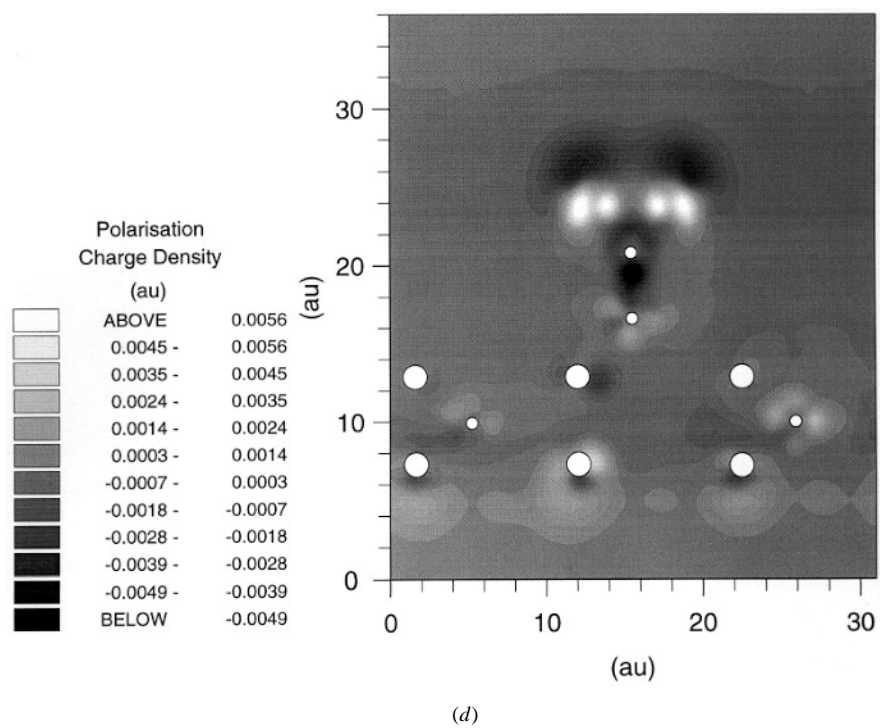 Polarisation
Charge Density
(au)
ABOVE 0.0056
0.0045 - 0.0056
0.0035 - 0.0045
0.0024 - 0.0035
0.0014 - 0.0024
0.0003 - 0.0014
-0.0007 - 0.0003
-0.0018 - -0.0007
-0.0028 - -0.0018
-0.0039 - -0.0028
-0.0049 - -0.0039
BELOW -0.0049
30
20
(au)
10
0
0 10 20 30
(au)
(d)